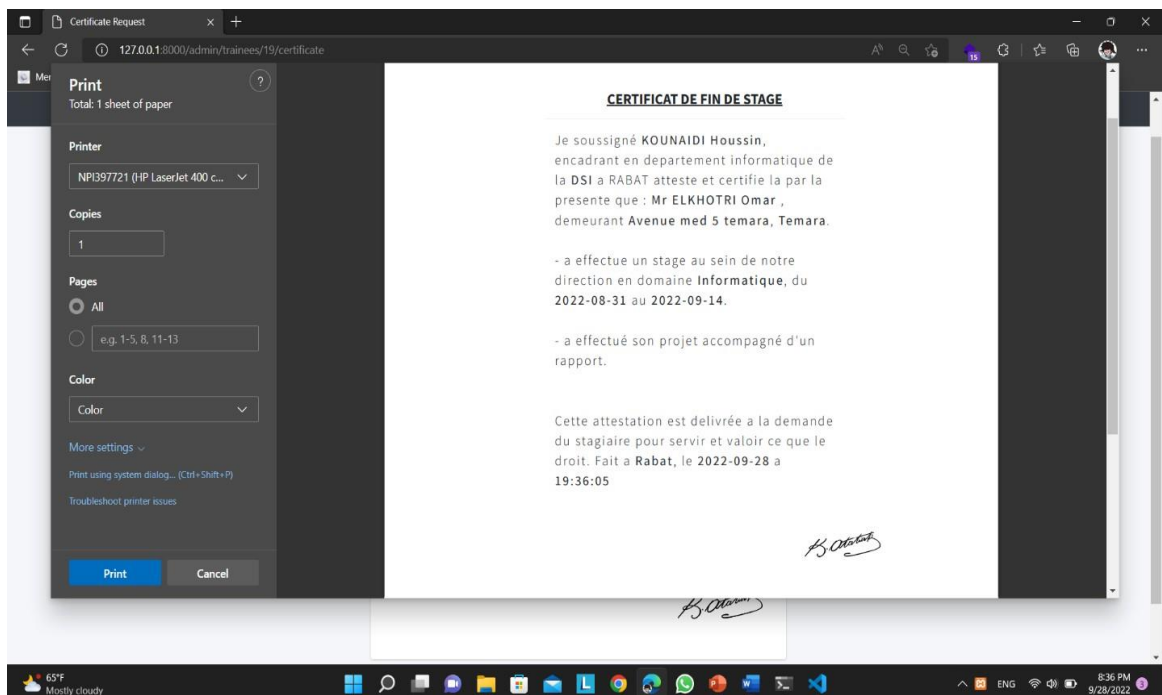 Certificate Request
127.0.0.1:8000/admin/trainees/19/certificate
15
Print
Total: 1 sheet of paper
Printer
NPI397721 (HP LaserJet 400 c...
Copies
1
Pages
All
e.g. 1-5, 8, 11-13
Color
Color
More settings
Print using system dialog... (Ctrl+Shift+P)
Troubleshoot printer issues
Print Cancel
CERTIFICAT DE FIN DE STAGE
Je soussigné KOUNAIDI Houssin,
encadrant en departement informatique de
la DSI a RABAT atteste et certifie la par la
presente que : Mr ELKHOTRI Omar ,
demeurant Avenue med 5 temara, Temara.
- a effectue un stage au sein de notre
direction en domaine Informatique, du
2022-08-31 au 2022-09-14.
- a effectué son projet accompagné d'un
rapport.
Cette attestation est delivrée a la demande
du stagiaire pour servir et valoir ce que le
droit. Fait a Rabat, le 2022-09-28 a
19:36:05
65°F
Mostly cloudy
ENG
8:36 PM
9/28/2022
3